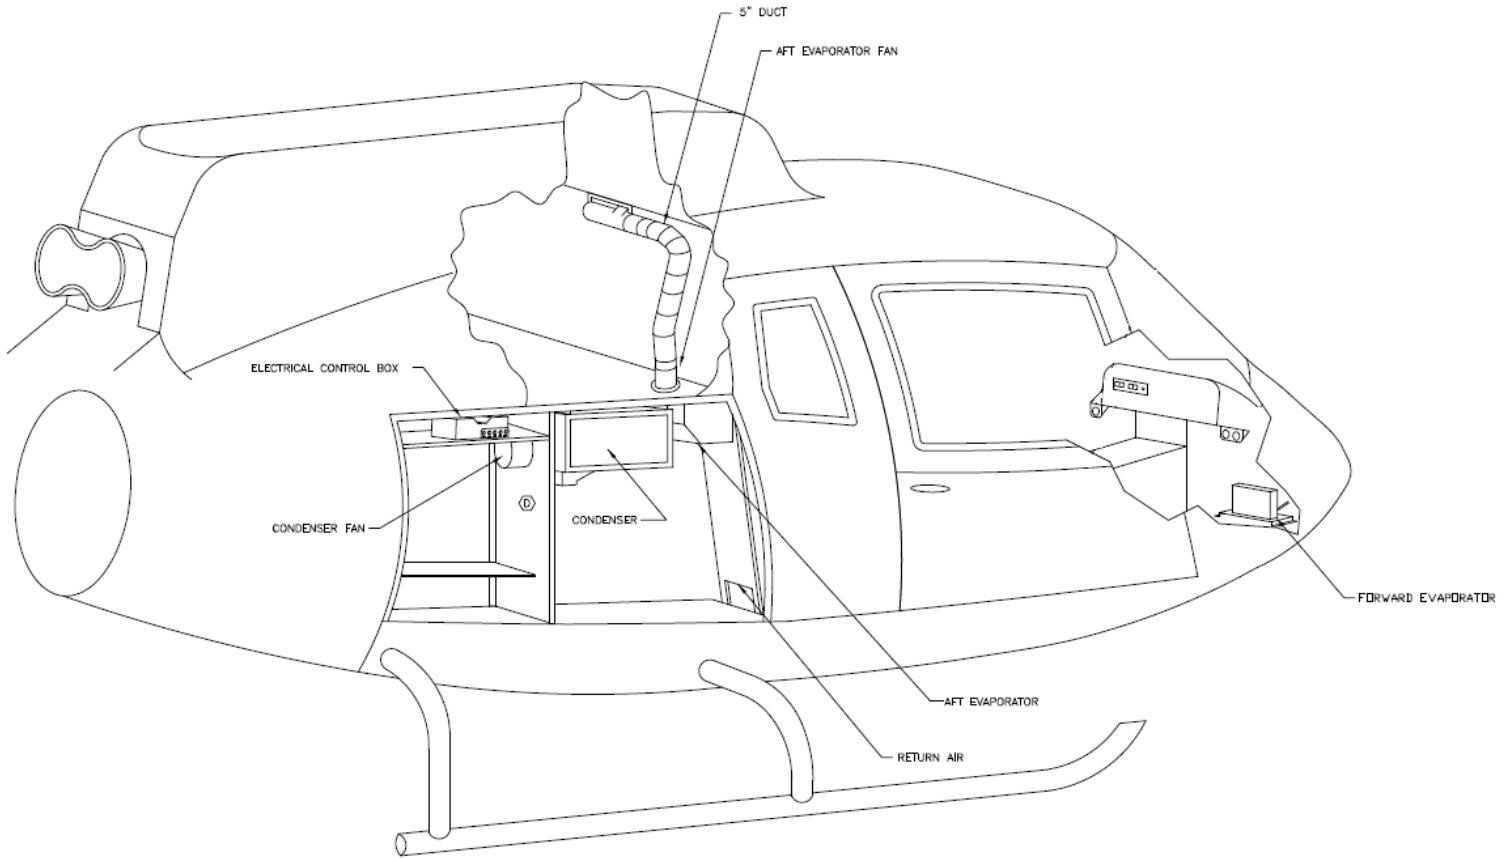 5" DUCT
AFT EVAPORATOR FAN
ELECTRICAL CONTROL BOX
D
CONDENSER FAN
CONDENSER
FORWARD EVAPORATOR
AFT EVAPORATOR
RETURN AIR